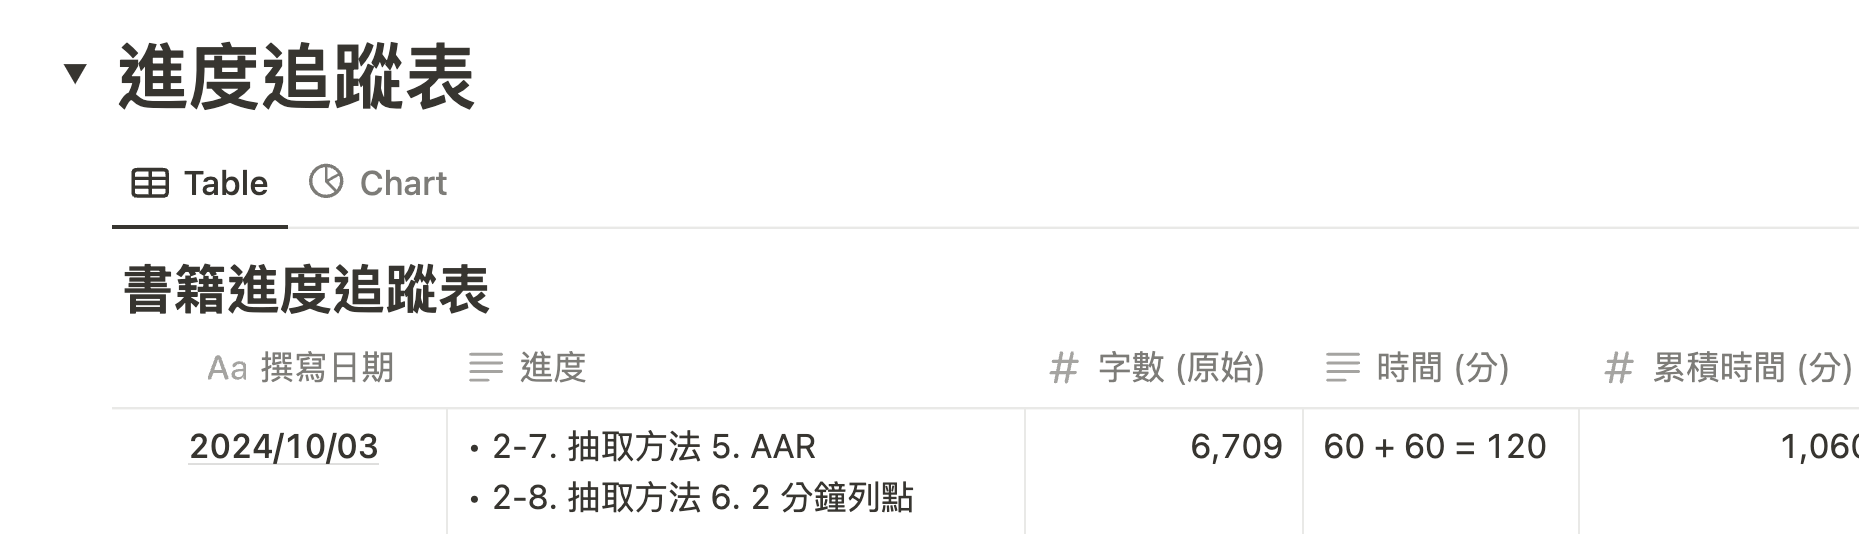 進度追蹤表
Table Chart
書籍進度追蹤表
Aa 撰寫日期 進度 # 字數 (原始) 時間 (分) # 累積時間 (分)
2024/10/03 • 2-7. 抽取方法 5. AAR 6,709 60 + 60 = 120 1,060
• 2-8. 抽取方法 6. 2 分鐘列點